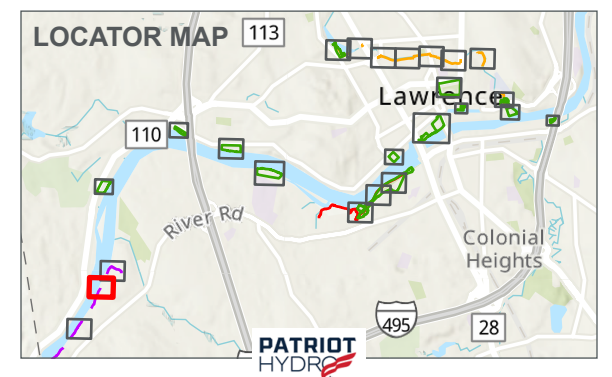 LOCATOR MAP
113
Lawrence
110
River Rd
Colonial
Heights
495
28
PATRIOT
HYDRO